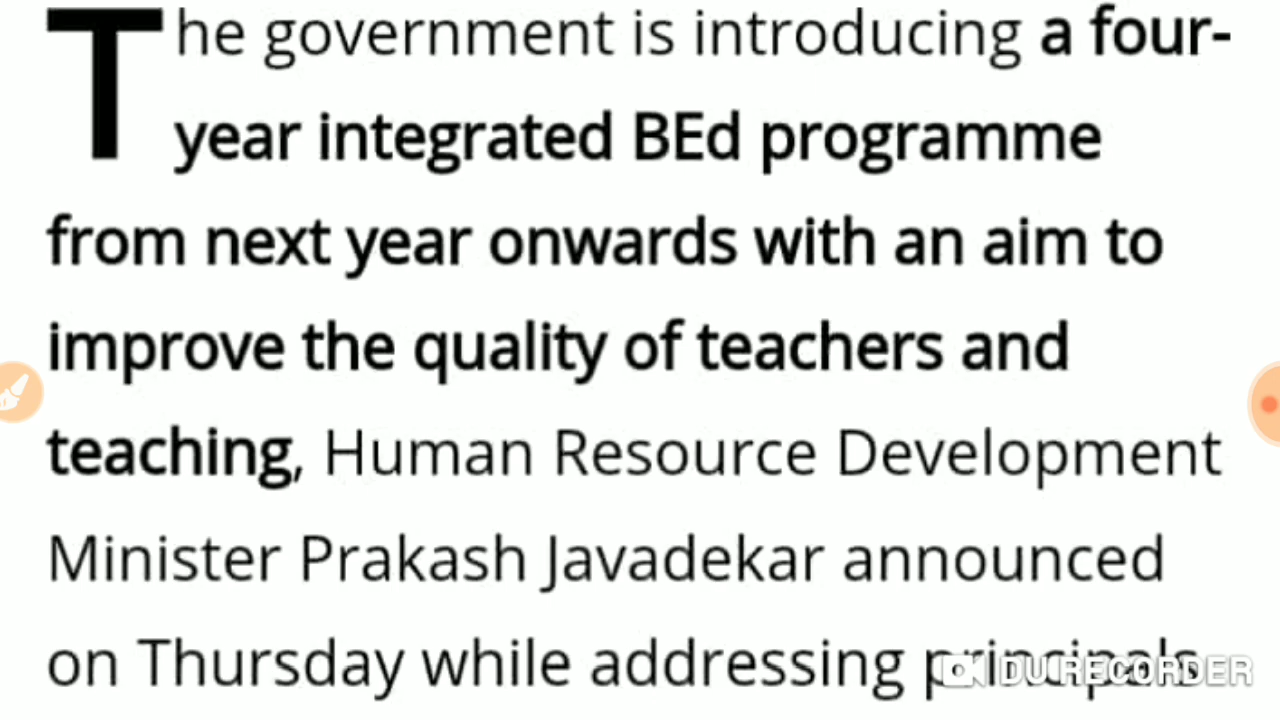 The government is introducing a four-
year integrated BEd programme
from next year onwards with an aim to
improve the quality of teachers and
teaching, Human Resource Development
Minister Prakash Javadekar announced
on Thursday while addressing principals
DU RECORDER